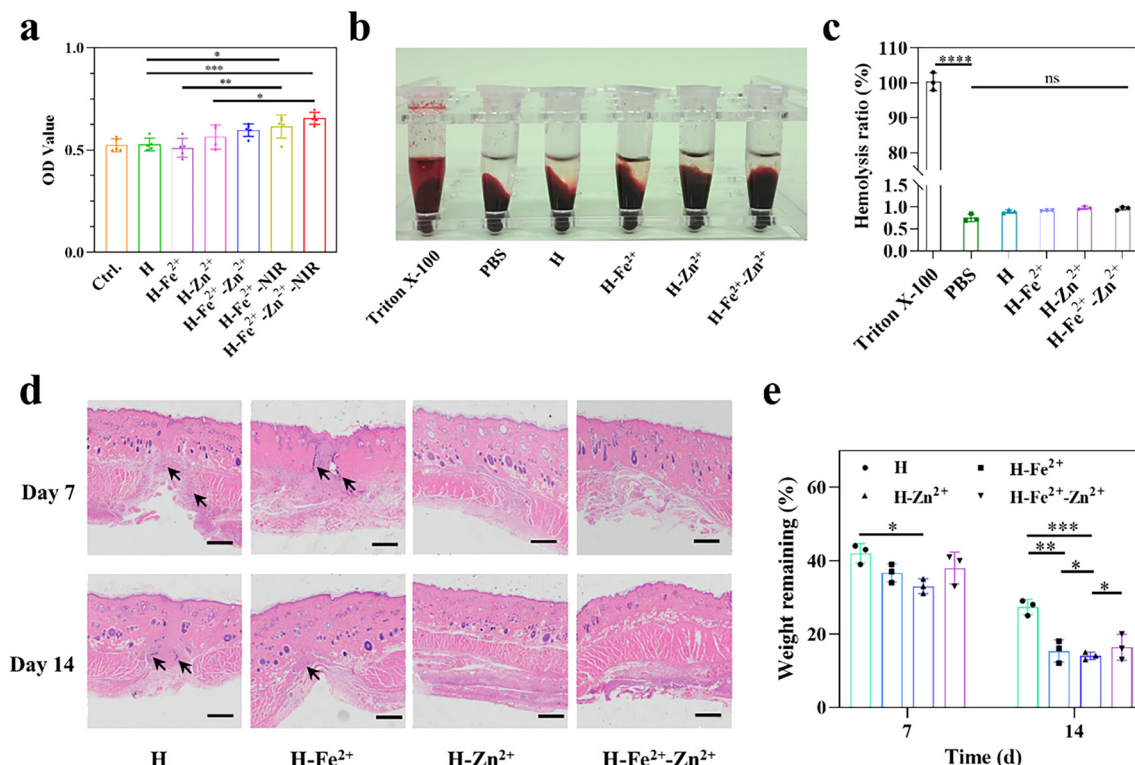 a
1.0
0.5
0.0
OD Value
*
***
**
*
Ctrl.
H
H-Fe²⁺
H-Zn²⁺
H-Fe²⁺-Zn²⁺
H-Fe²⁺-NIR
H-Fe²⁺-Zn²⁺-NIR
b
Triton X-100
PBS
H
H-Fe²⁺
H-Zn²⁺
H-Fe²⁺-Zn²⁺
c
110
100
90
80
1.5
1.0
0.5
0.0
Hemolysis ratio (%)
****
ns
Triton X-100
PBS
H
H-Fe²⁺
H-Zn²⁺
H-Fe²⁺-Zn²⁺
d
Day 7
Day 14
H
H-Fe²⁺
H-Zn²⁺
H-Fe²⁺-Zn²⁺
e
60
40
20
0
Weight remaining (%)
H
H-Fe²⁺
H-Zn²⁺
H-Fe²⁺-Zn²⁺
*
***
**
*
*
7
14
Time (d)